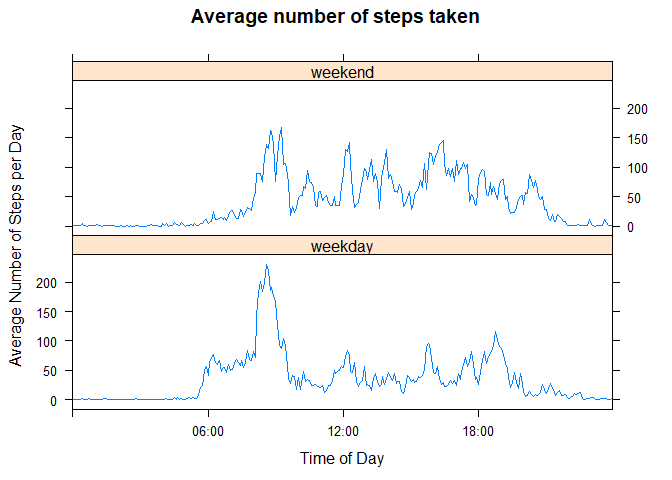 Average number of steps taken
weekend
200
150
100
50
0
weekday
200
150
100
50
0
Average Number of Steps per Day
06:00 12:00 18:00
Time of Day